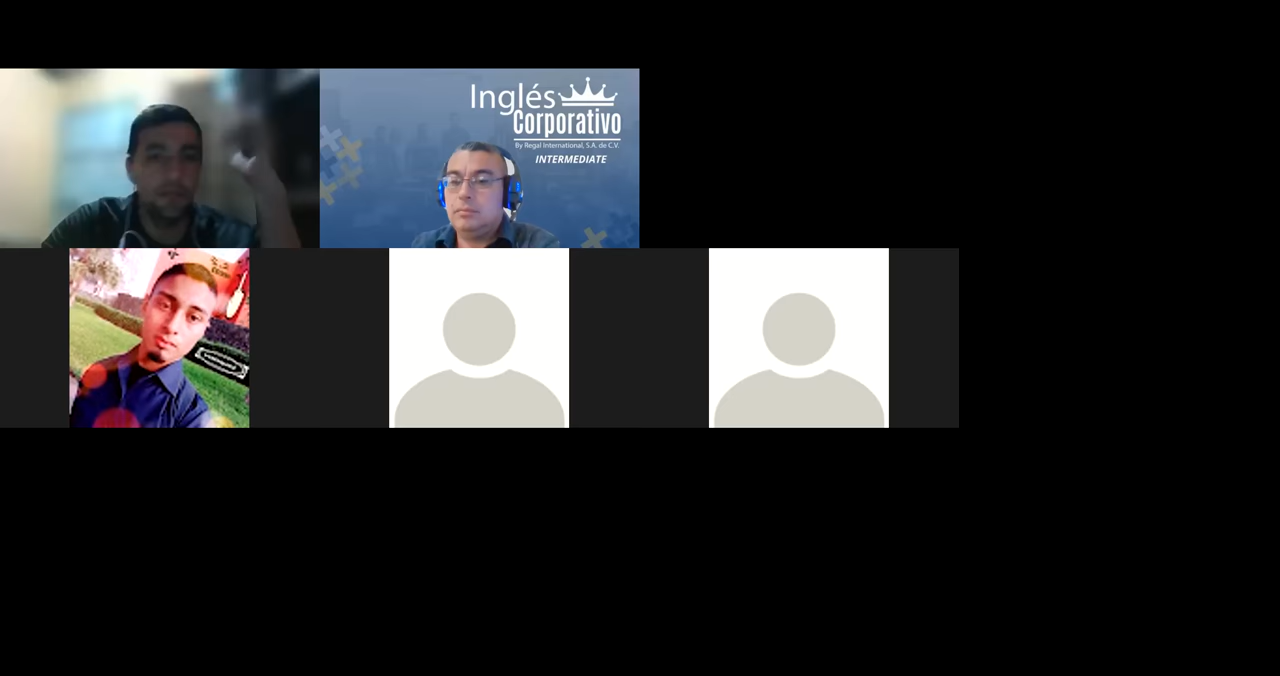 Inglés
Corporativo
By Regal International, S.A. de C.V.
INTERMEDIATE